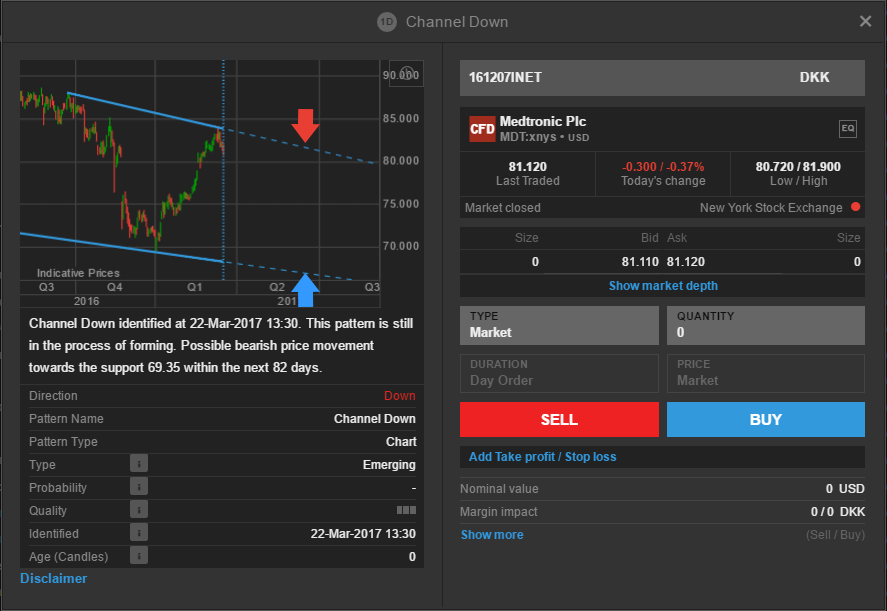 1D Channel Down
90.000
85.000
80.000
75.000
70.000
Indicative Prices
Q3 Q4 Q1 Q2 Q3
2016
Channel Down identified at 22-Mar-2017 13:30. This pattern is still
in the process of forming. Possible bearish price movement
towards the support 69.35 within the next 82 days.
Direction Down
Pattern Name Channel Down
Pattern Type Chart
Type i Emerging
Probability i -
Quality i
Identified i 22-Mar-2017 13:30
Age (Candles) i 0
Disclaimer
161207INET DKK
CFD Medtronic Plc
MDT:xnys • USD EQ
81.120 -0.300 / -0.37% 80.720 / 81.900
Last Traded Today's change Low / High
Market closed New York Stock Exchange
Size Bid Ask Size
0 81.110 81.120 0
Show market depth
TYPE QUANTITY
Market 0
DURATION PRICE
Day Order Market
SELL BUY
Add Take profit / Stop loss
Nominal value 0 USD
Margin impact 0 / 0 DKK
Show more (Sell / Buy)